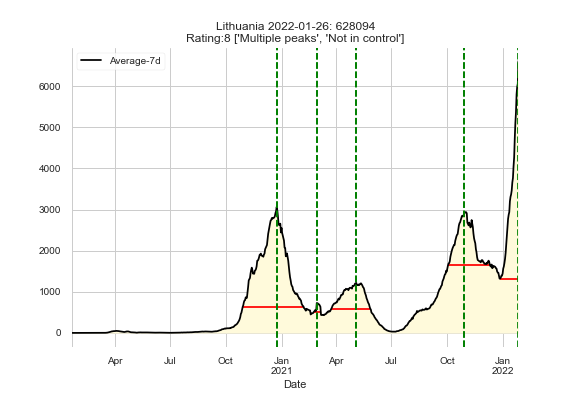 Lithuania 2022-01-26: 628094
Rating:8 ['Multiple peaks', 'Not in control']
Average-7d
6000
5000
4000
3000
2000
1000
0
Apr Jul Oct Jan Apr Jul Oct Jan
2021 2022
Date